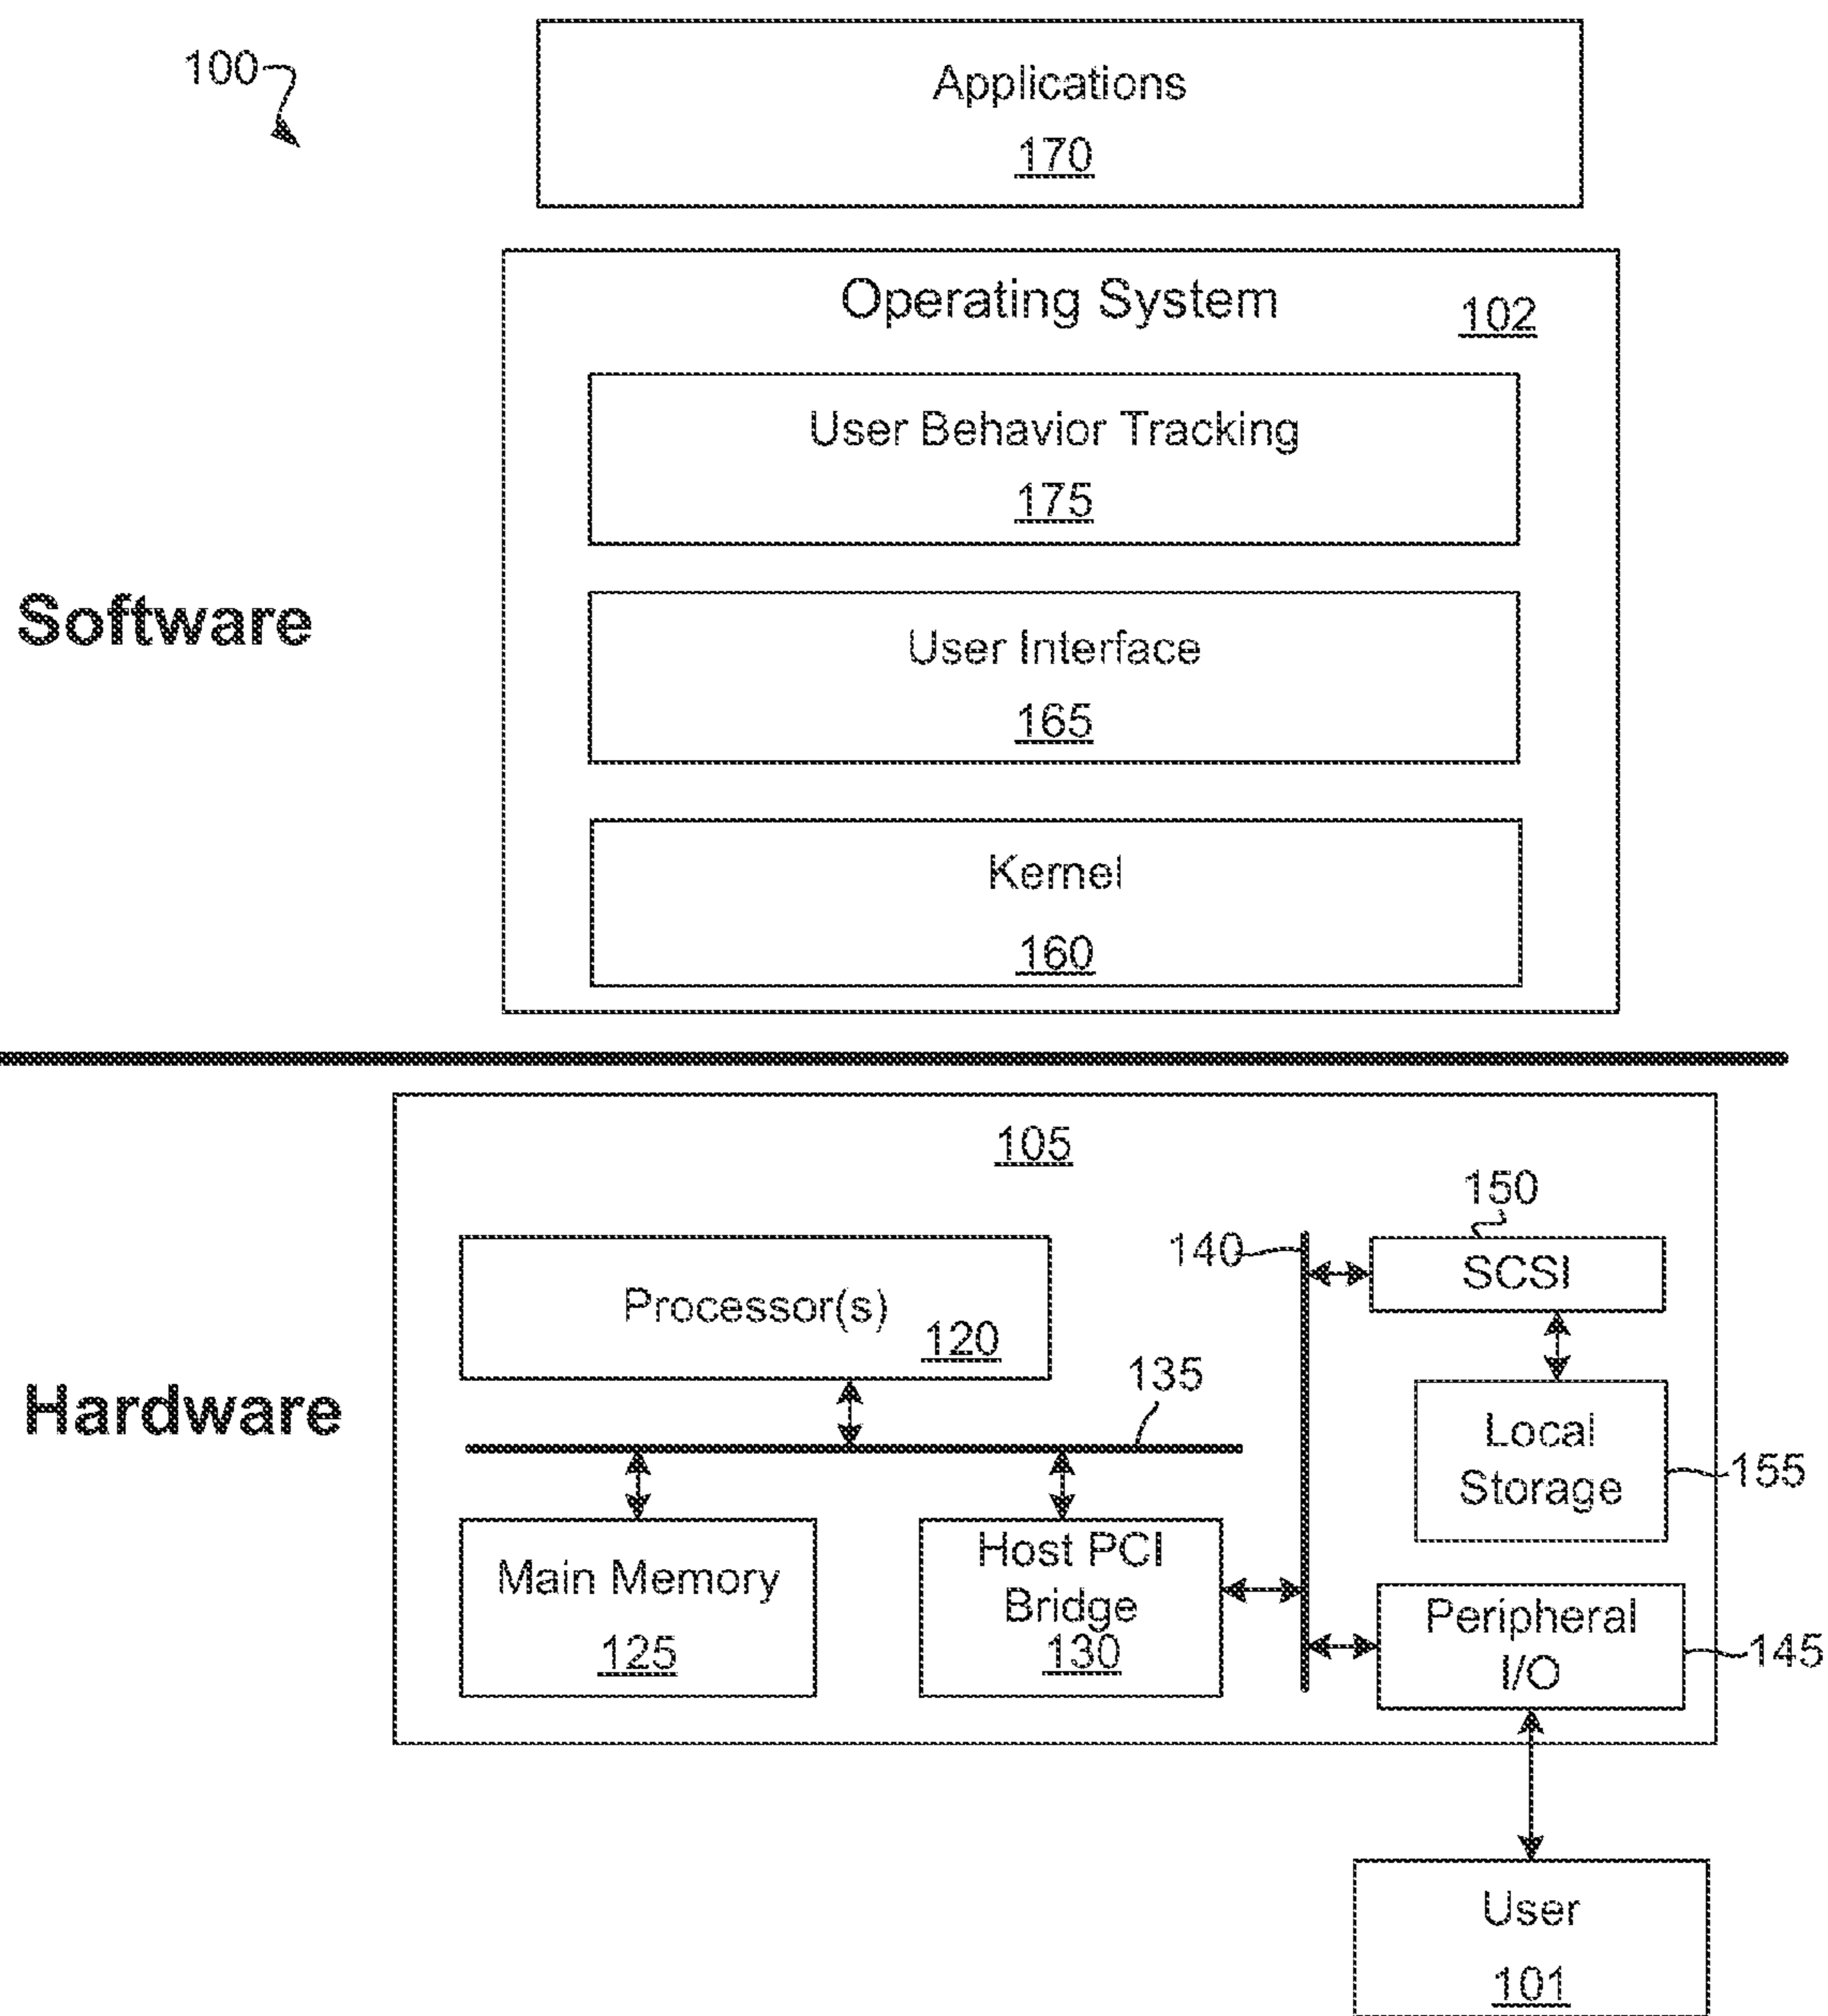 100
Applications
170
Operating System
102
User Behavior Tracking
175
Software
User Interface
165
Kernel
160
105
150
140
SCSI
Processor(s)
120
135
Hardware
Local
Storage
155
Host PCI
Bridge
130
Main Memory
125
Peripheral
I/O
145
User
101